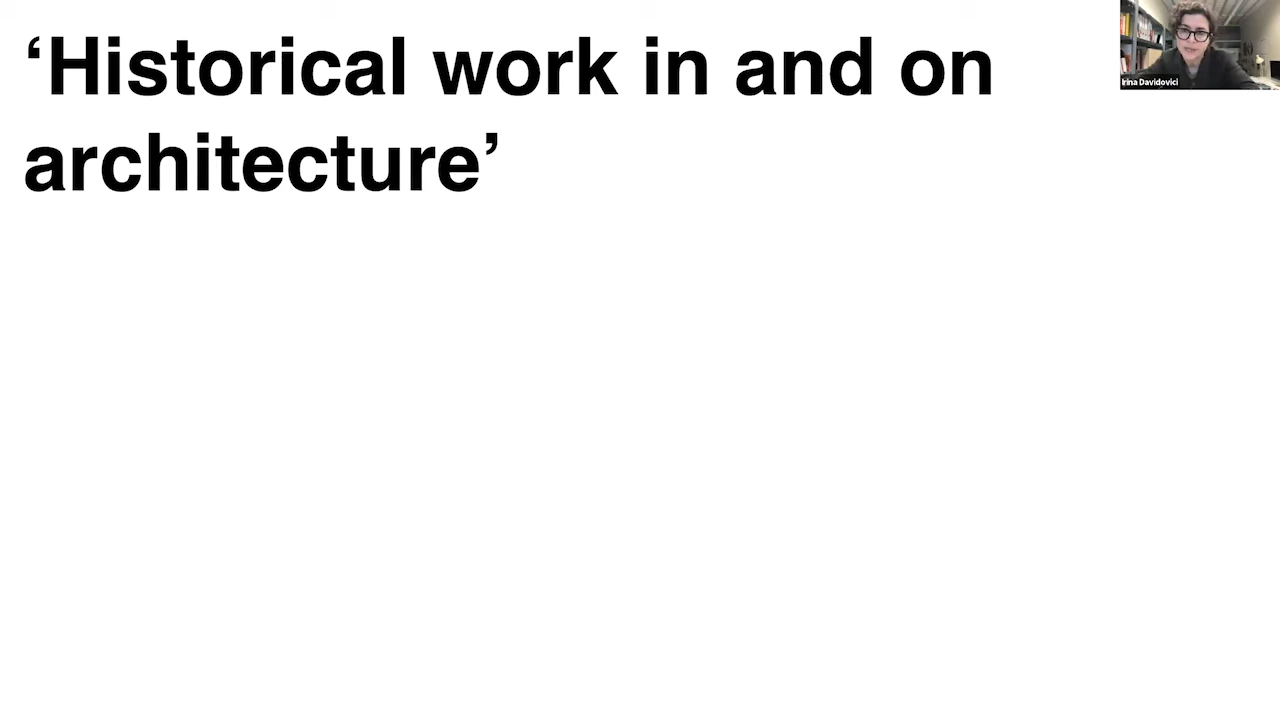 ‘Historical work in and on
architecture’
Irina Davidovici